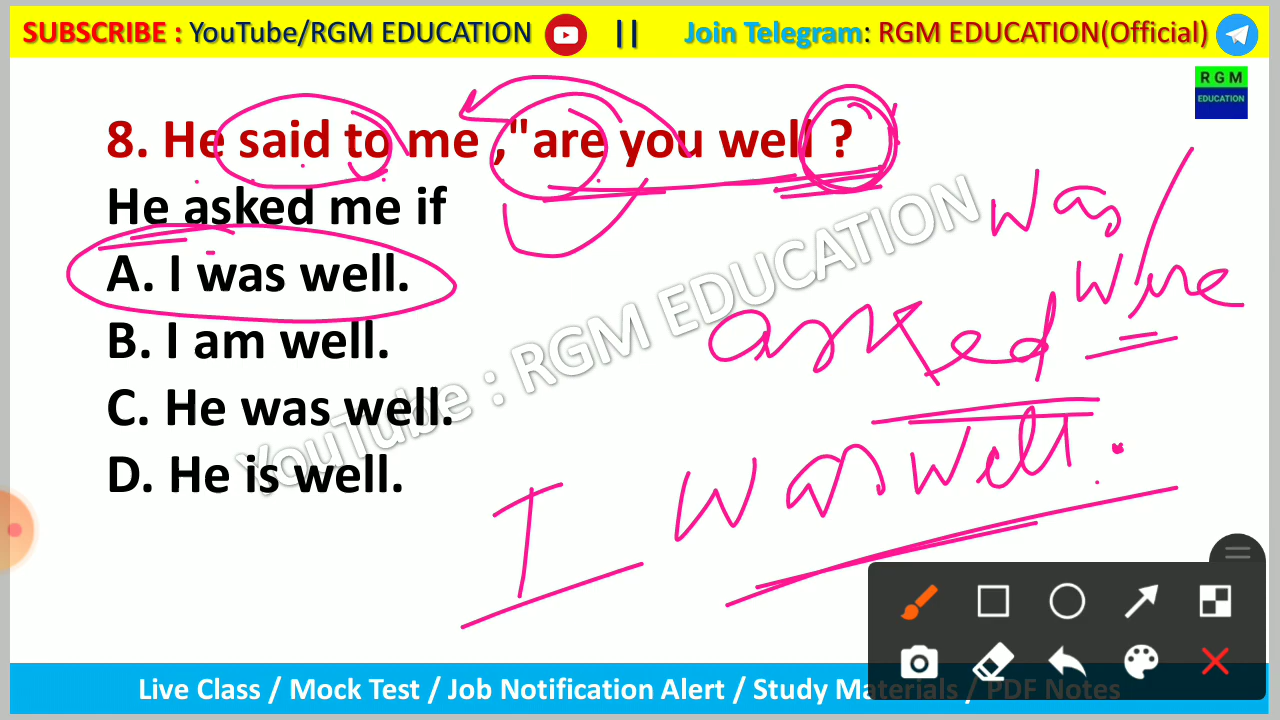 SUBSCRIBE : YouTube/RGM EDUCATION || Join Telegram: RGM EDUCATION(Official)
R G M
EDUCATION
8. He said to me ,"are you well ?
He asked me if
A. I was well.
B. I am well.
C. He was well.
D. He is well.
YouTube : RGM EDUCATION
was/
were
asked
I was well.
Live Class / Mock Test / Job Notification Alert / Study Materials / PDF Notes